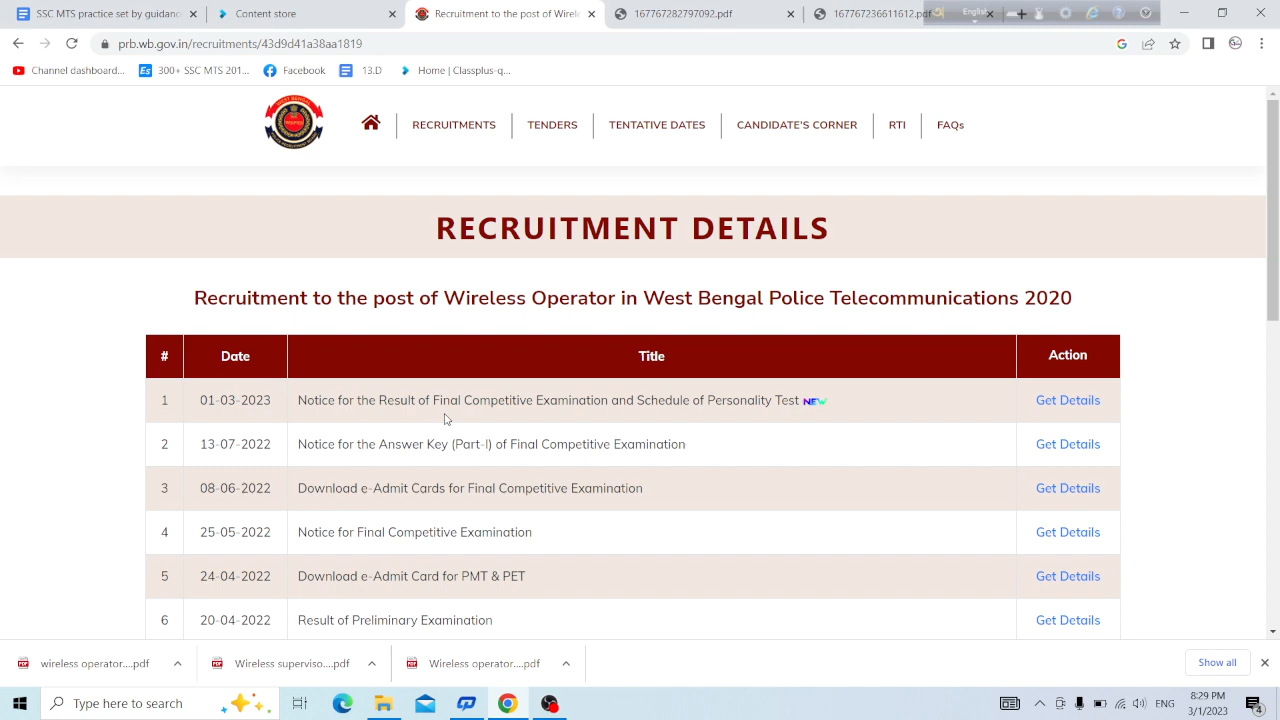 SSC MTS practice set by guidanc
Content store
Recruitment to the post of Wirele
1677676728279092.pdf
RTI.pdf
English
prb.wb.gov.in/recruitments/43d9d41a38aa1819
Channel dashboard...
300+ SSC MTS 201...
Facebook
13.D
Home | Classplus-q...
RECRUITMENTS
TENDERS
TENTATIVE DATES
CANDIDATE'S CORNER
RTI
FAQs
RECRUITMENT DETAILS
Recruitment to the post of Wireless Operator in West Bengal Police Telecommunications 2020
# Date Title Action
1 01-03-2023 Notice for the Result of Final Competitive Examination and Schedule of Personality Test NEW Get Details
2 13-07-2022 Notice for the Answer Key (Part-I) of Final Competitive Examination Get Details
3 08-06-2022 Download e-Admit Cards for Final Competitive Examination Get Details
4 25-05-2022 Notice for Final Competitive Examination Get Details
5 24-04-2022 Download e-Admit Card for PMT & PET Get Details
6 20-04-2022 Result of Preliminary Examination Get Details
wireless operator....pdf
Wireless superviso....pdf
Wireless operator....pdf
Show all
Type here to search
ENG
8:29 PM
3/1/2023
4